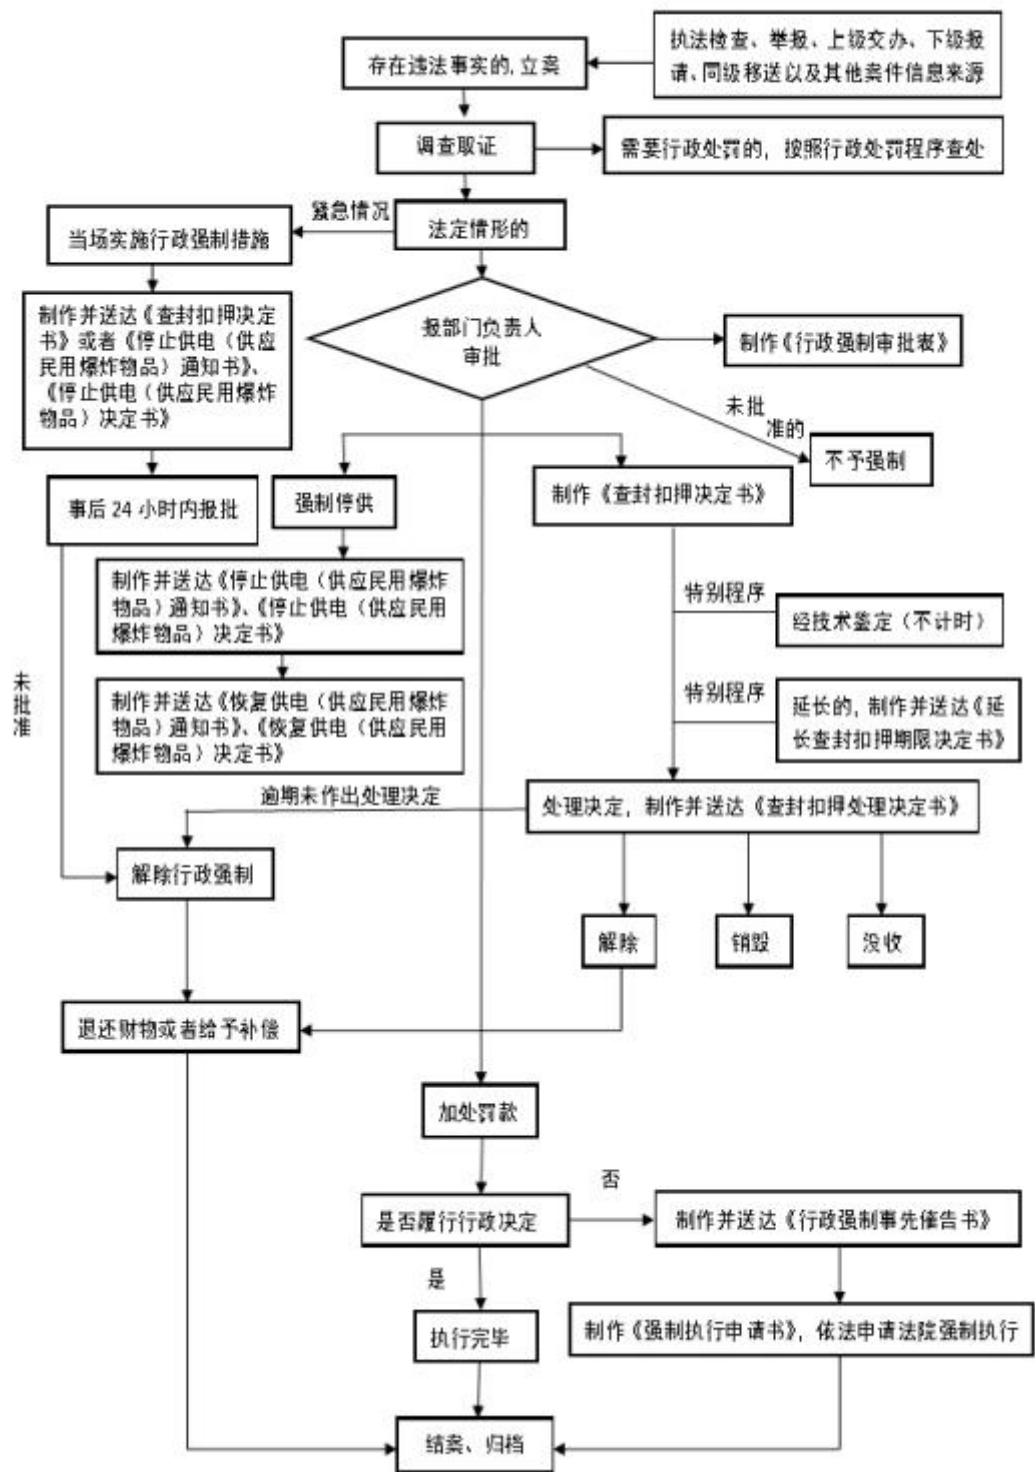 执法检查、举报、上级交办、下级报
请、同级移送以及其他案件信息来源
存在违法事实的,立案
调查取证
需要行政处罚的，按照行政处罚程序查处
紧急情况
法定情形的
当场实施行政强制措施
制作并送达《查封扣押决定
书》或者《停止供电（供应
民用爆炸物品）通知书》、
《停止供电（供应民用爆炸
物品）决定书》
报部门负责人
审批
制作《行政强制审批表》
未批
准的
不予强制
事后 24 小时内报批
强制停供
制作《查封扣押决定书》
制作并送达《停止供电（供应民用爆炸
物品）通知书》、《停止供电（供应民用
爆炸物品）决定书》
特别程序
经技术鉴定（不计时）
未
批
准
制作并送达《恢复供电（供应民用爆炸
物品）通知书》、《恢复供电（供应民用
爆炸物品）决定书》
特别程序
延长的，制作并送达《延
长查封扣押期限决定书》
逾期未作出处理决定
处理决定，制作并送达《查封扣押处理决定书》
解除行政强制
解除
销毁
没收
退还财物或者给予补偿
加处罚款
是否履行行政决定
否
制作并送达《行政强制事先催告书》
是
执行完毕
制作《强制执行申请书》，依法申请法院强制执行
结案、归档